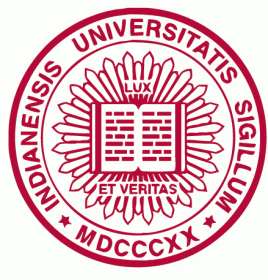 INDIANENSIS UNIVERSITATIS SIGILLUM
LUX
ET VERITAS
MDCCCXX